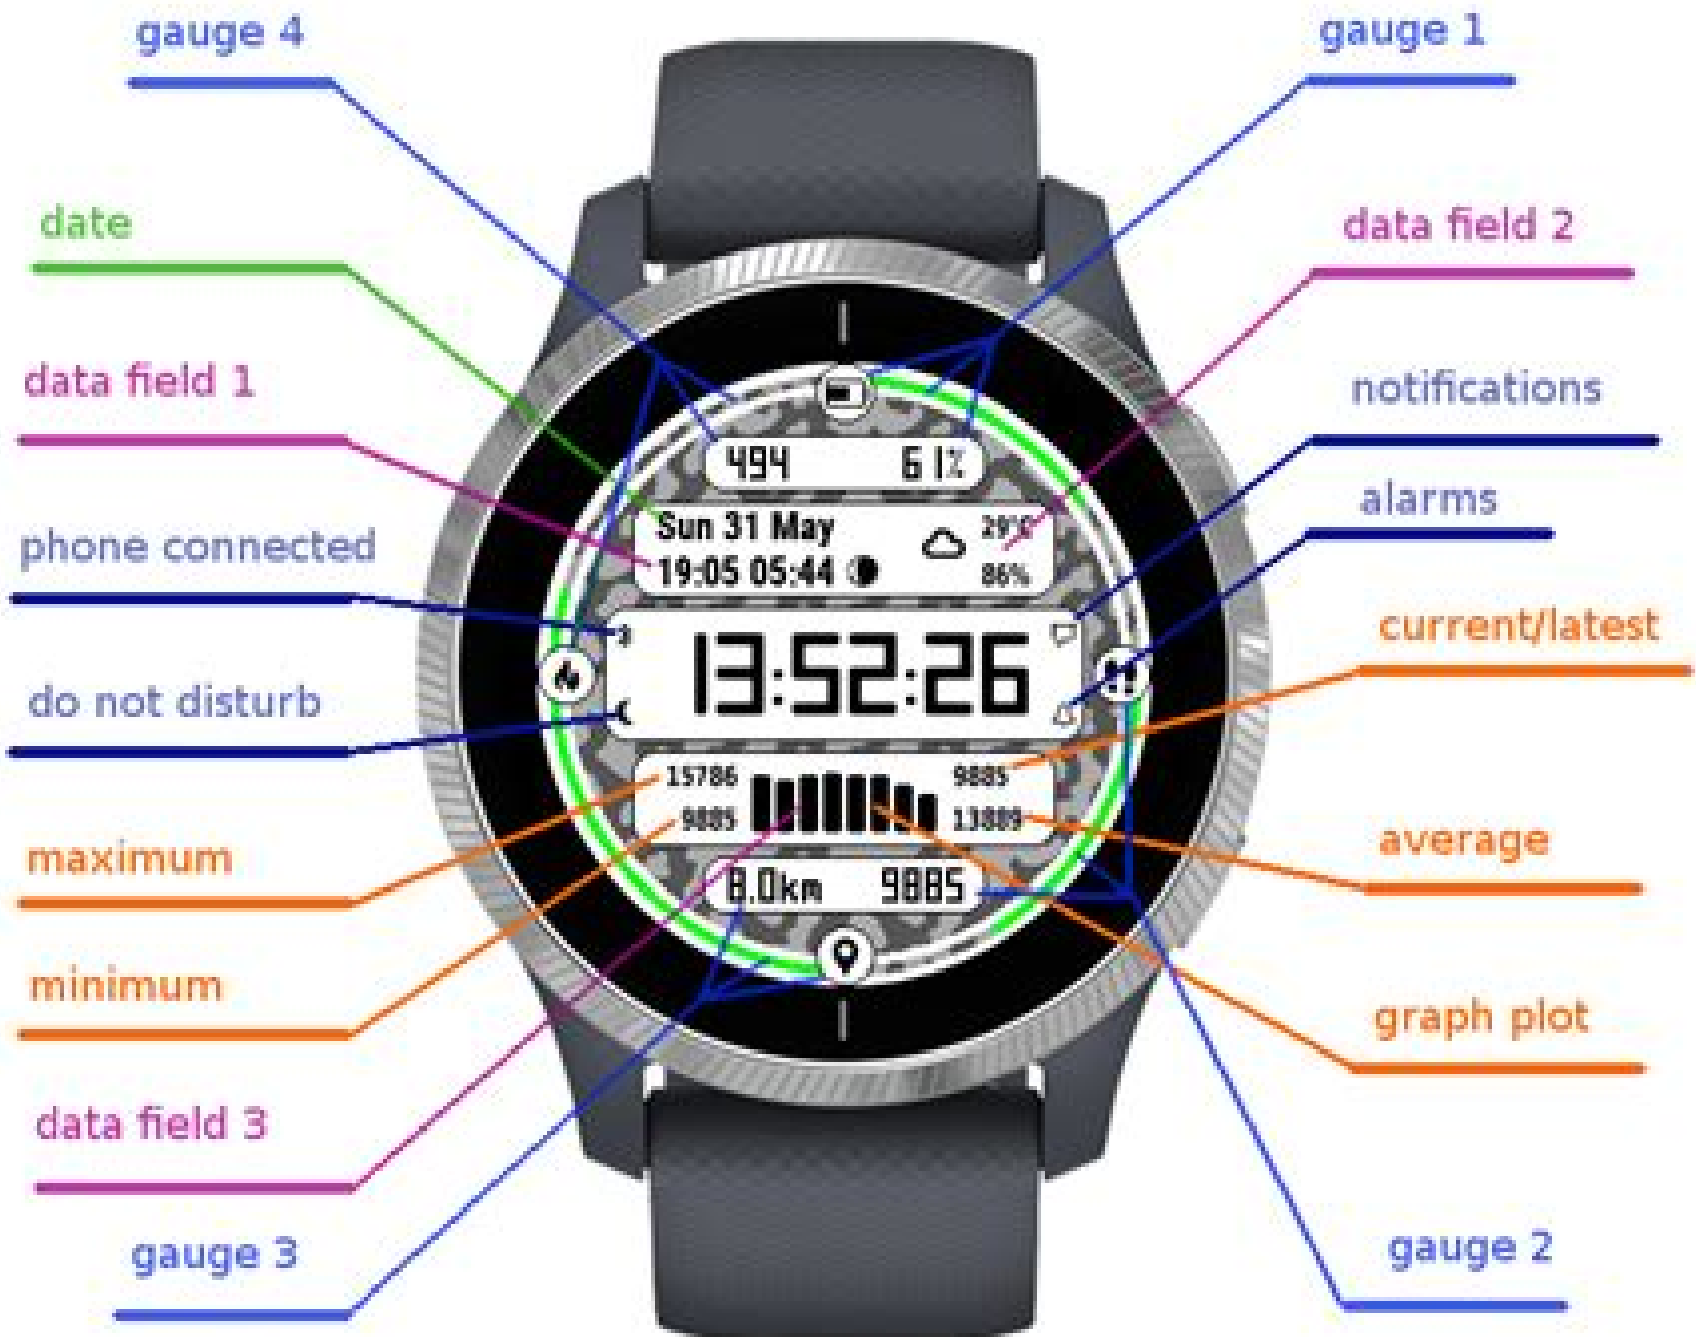 gauge 4
gauge 1
date
data field 2
data field 1
notifications
494 61%
alarms
Sun 31 May 29°C
phone connected
19:05 05:44 86%
current/latest
13:52:26
do not disturb
15786 9885
9885 13889
maximum
average
8.0km 9885
minimum
graph plot
data field 3
gauge 3
gauge 2